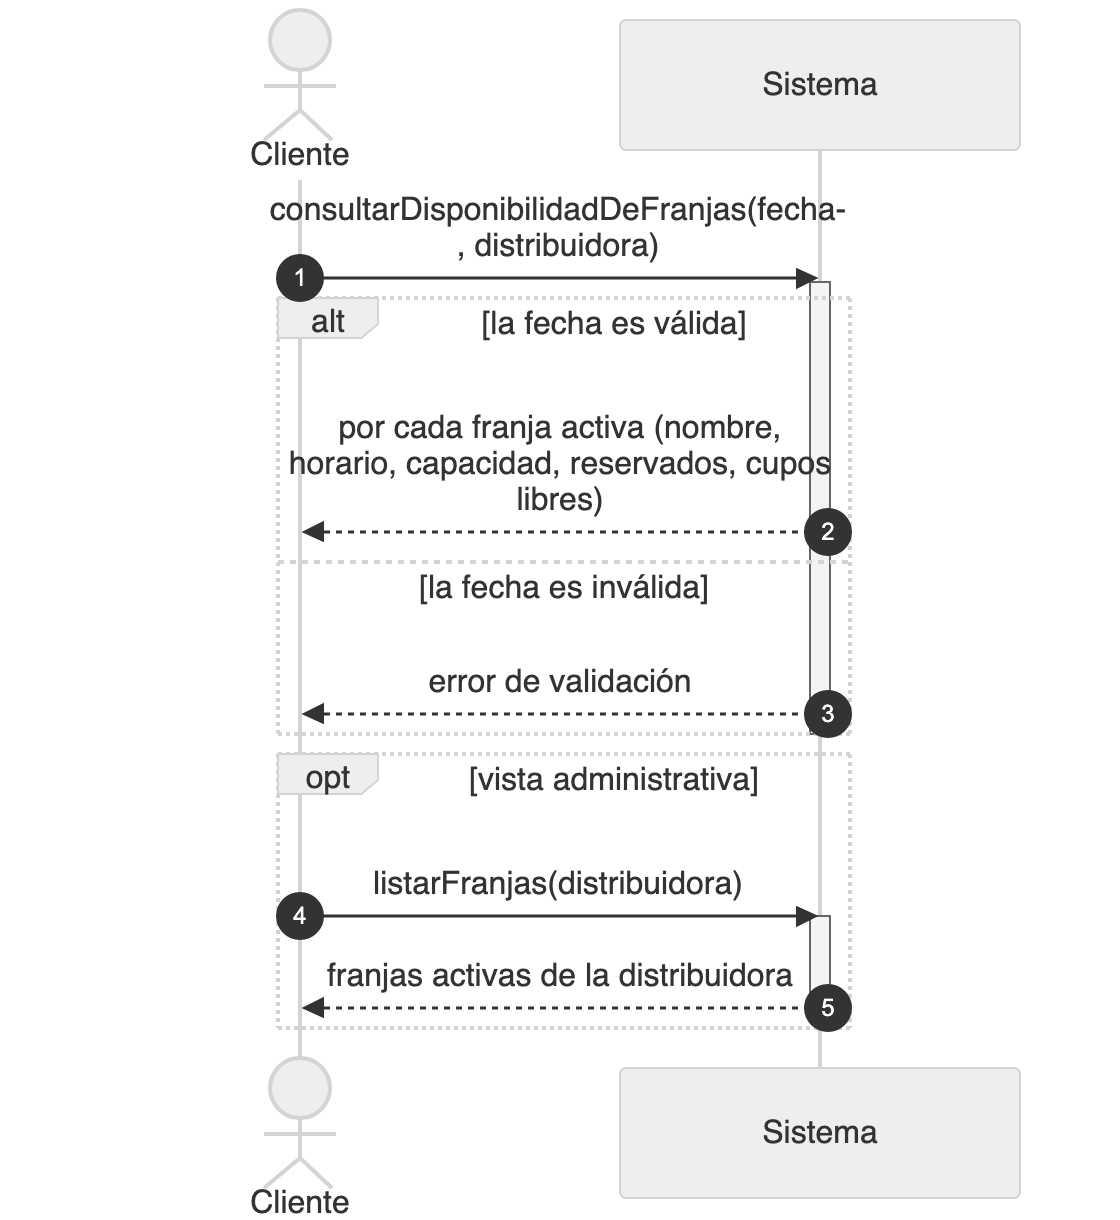 Cliente
Sistema
consultarDisponibilidadDeFranjas(fecha-
, distribuidora)
1
alt
[la fecha es válida]
por cada franja activa (nombre,
horario, capacidad, reservados, cupos
libres)
2
[la fecha es inválida]
error de validación
3
opt
[vista administrativa]
listarFranjas(distribuidora)
4
franjas activas de la distribuidora
5
Cliente
Sistema